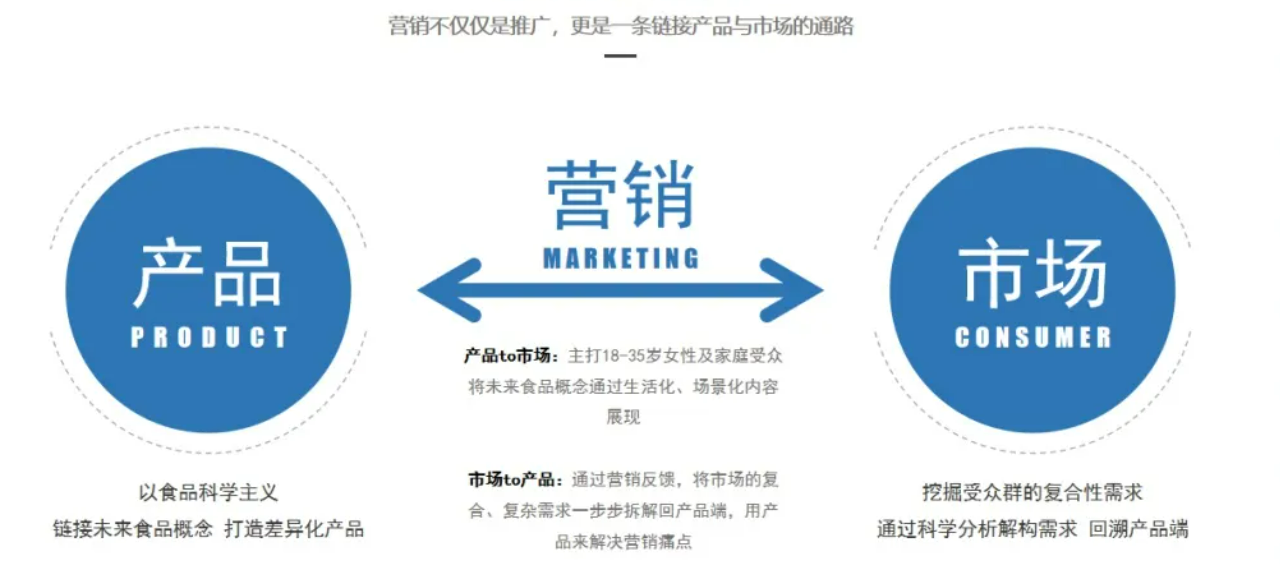 营销不仅仅是推广，更是一条链接产品与市场的通路
产品
PRODUCT
以食品科学主义
链接未来食品概念 打造差异化产品
营销
MARKETING
产品to市场：主打18-35岁女性及家庭受众
将未来食品概念通过生活化、场景化内容
展现
市场to产品：通过营销反馈，将市场的复
合、复杂需求一步步拆解回产品端，用产
品来解决营销痛点
市场
CONSUMER
挖掘受众群的复合性需求
通过科学分析解构需求 回溯产品端